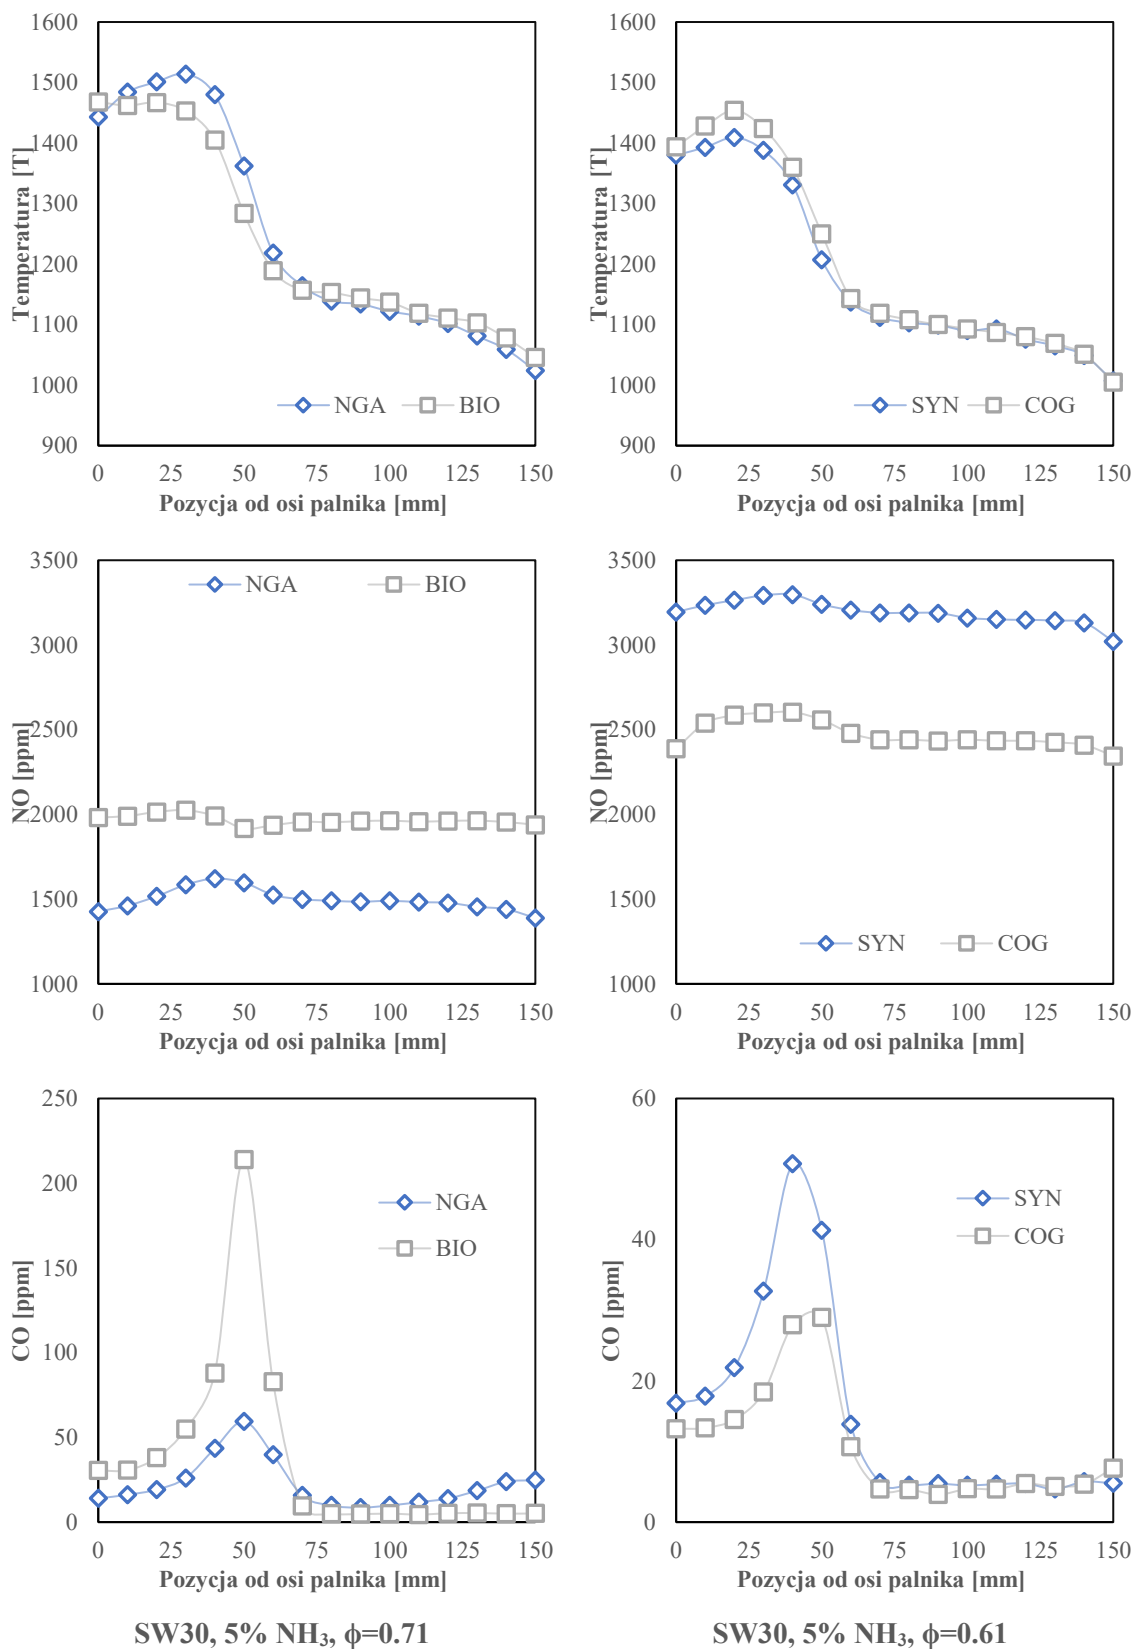 1600
1500
1400
1300
1200
1100
1000
900
Temperatura [T]
NGA BIO
0 25 50 75 100 125 150
Pozycja od osi palnika [mm]
1600
1500
1400
1300
1200
1100
1000
900
Temperatura [T]
SYN COG
0 25 50 75 100 125 150
Pozycja od osi palnika [mm]
3500
3000
2500
2000
1500
1000
NO [ppm]
NGA BIO
0 25 50 75 100 125 150
Pozycja od osi palnika [mm]
3500
3000
2500
2000
1500
1000
NO [ppm]
SYN COG
0 25 50 75 100 125 150
Pozycja od osi palnika [mm]
250
200
150
100
50
0
CO [ppm]
NGA
BIO
0 25 50 75 100 125 150
Pozycja od osi palnika [mm]
60
40
20
0
CO [ppm]
SYN
COG
0 25 50 75 100 125 150
Pozycja od osi palnika [mm]
SW30, 5% NH₃, ϕ=0.71
SW30, 5% NH₃, ϕ=0.61